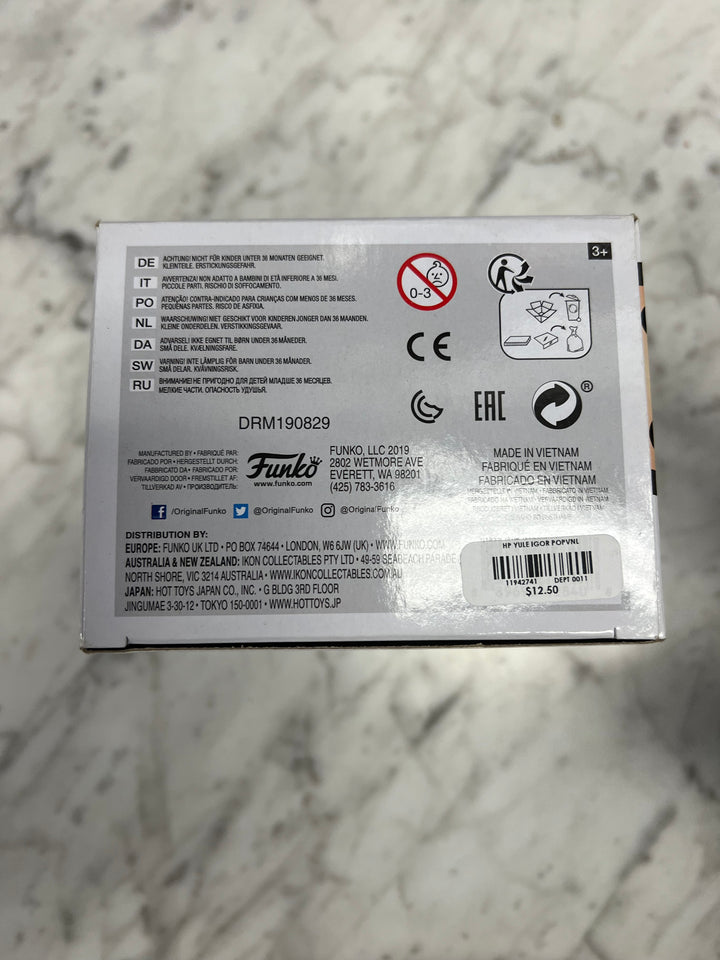 3+
DE ACHTUNG! NICHT FÜR KINDER UNTER 36 MONATEN GEEIGNET.
KLEINTEILE. ERSTICKUNGSGEFAHR.
IT AVVERTENZA! NON ADATTO A BAMBINI DI ETÀ INFERIORE A 36 MESI.
PICCOLE PARTI. RISCHIO DI SOFFOCAMENTO.
PO ATENÇÃO! CONTRA-INDICADO PARA CRIANÇAS COM MENOS DE 36 MESES.
PEQUENAS PARTES. RISCO DE ASFIXIA.
NL WAARSCHUWING! NIET GESCHIKT VOOR KINDEREN JONGER DAN 36 MAANDEN.
KLEINE ONDERDELEN. VERSTIKKINGSGEVAAR.
DA ADVARSEL! IKKE EGNET TIL BØRN UNDER 36 MÅNEDER.
SMÅ DELE. KVÆLNINGSFARE.
SW VARNING! INTE LÄMPLIG FÖR BARN UNDER 36 MÅNADER.
SMÅ DELAR. KVÄVNINGSRISK.
RU ВНИМАНИЕ! НЕ ПРИГОДНО ДЛЯ ДЕТЕЙ МЛАДШЕ 36 МЕСЯЦЕВ.
МЕЛКИЕ ЧАСТИ. ОПАСНОСТЬ УДУШЬЯ.
0-3
CE
EAC
®
DRM190829
MANUFACTURED BY • FABRIQUÉ PAR:
FABRICADO POR • HERGESTELLT DURCH:
FABBRICATO DA • FABRICADO POR:
VERVAARDIGD DOOR • FREMSTILLET AF:
TILLVERKAD AV • ПРОИЗВОДИТЕЛЬ:
Funko
www.funko.com
FUNKO, LLC 2019
2802 WETMORE AVE
EVERETT, WA 98201
(425) 783-3616
MADE IN VIETNAM
FABRIQUÉ EN VIETNAM
FABRICADO EN VIETNAM
HERGESTELLT IN VIETNAM • FABBRICATO IN VIETNAM
/OriginalFunko @OriginalFunko @OriginalFunko
DISTRIBUTION BY:
EUROPE: FUNKO UK LTD • PO BOX 74644 • LONDON, W6 6JW (UK) • WWW.FUNKO.COM
AUSTRALIA & NEW ZEALAND: IKON COLLECTABLES PTY LTD • 49-59 SEABEACH PARADE
NORTH SHORE, VIC 3214 AUSTRALIA • WWW.IKONCOLLECTABLES.COM.AU
JAPAN: HOT TOYS JAPAN CO., INC. • G BLDG 3RD FLOOR
JINGUMAE 3-30-12 • TOKYO 150-0001 • WWW.HOTTOYS.JP
HP YULE IGOR POPVNL
11942741 DEPT 0011
$12.50